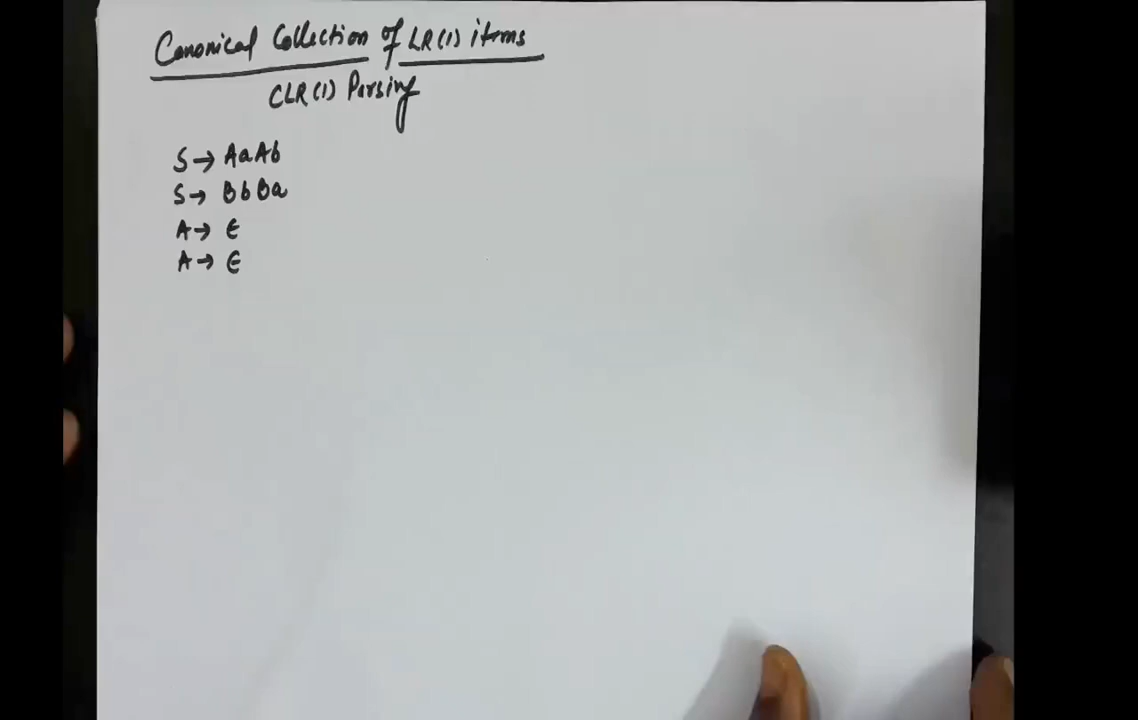 Canonical Collection of LR(1) items
CLR(1) Parsing
S → AaAb
S → BbBa
A → ϵ
A → ϵ